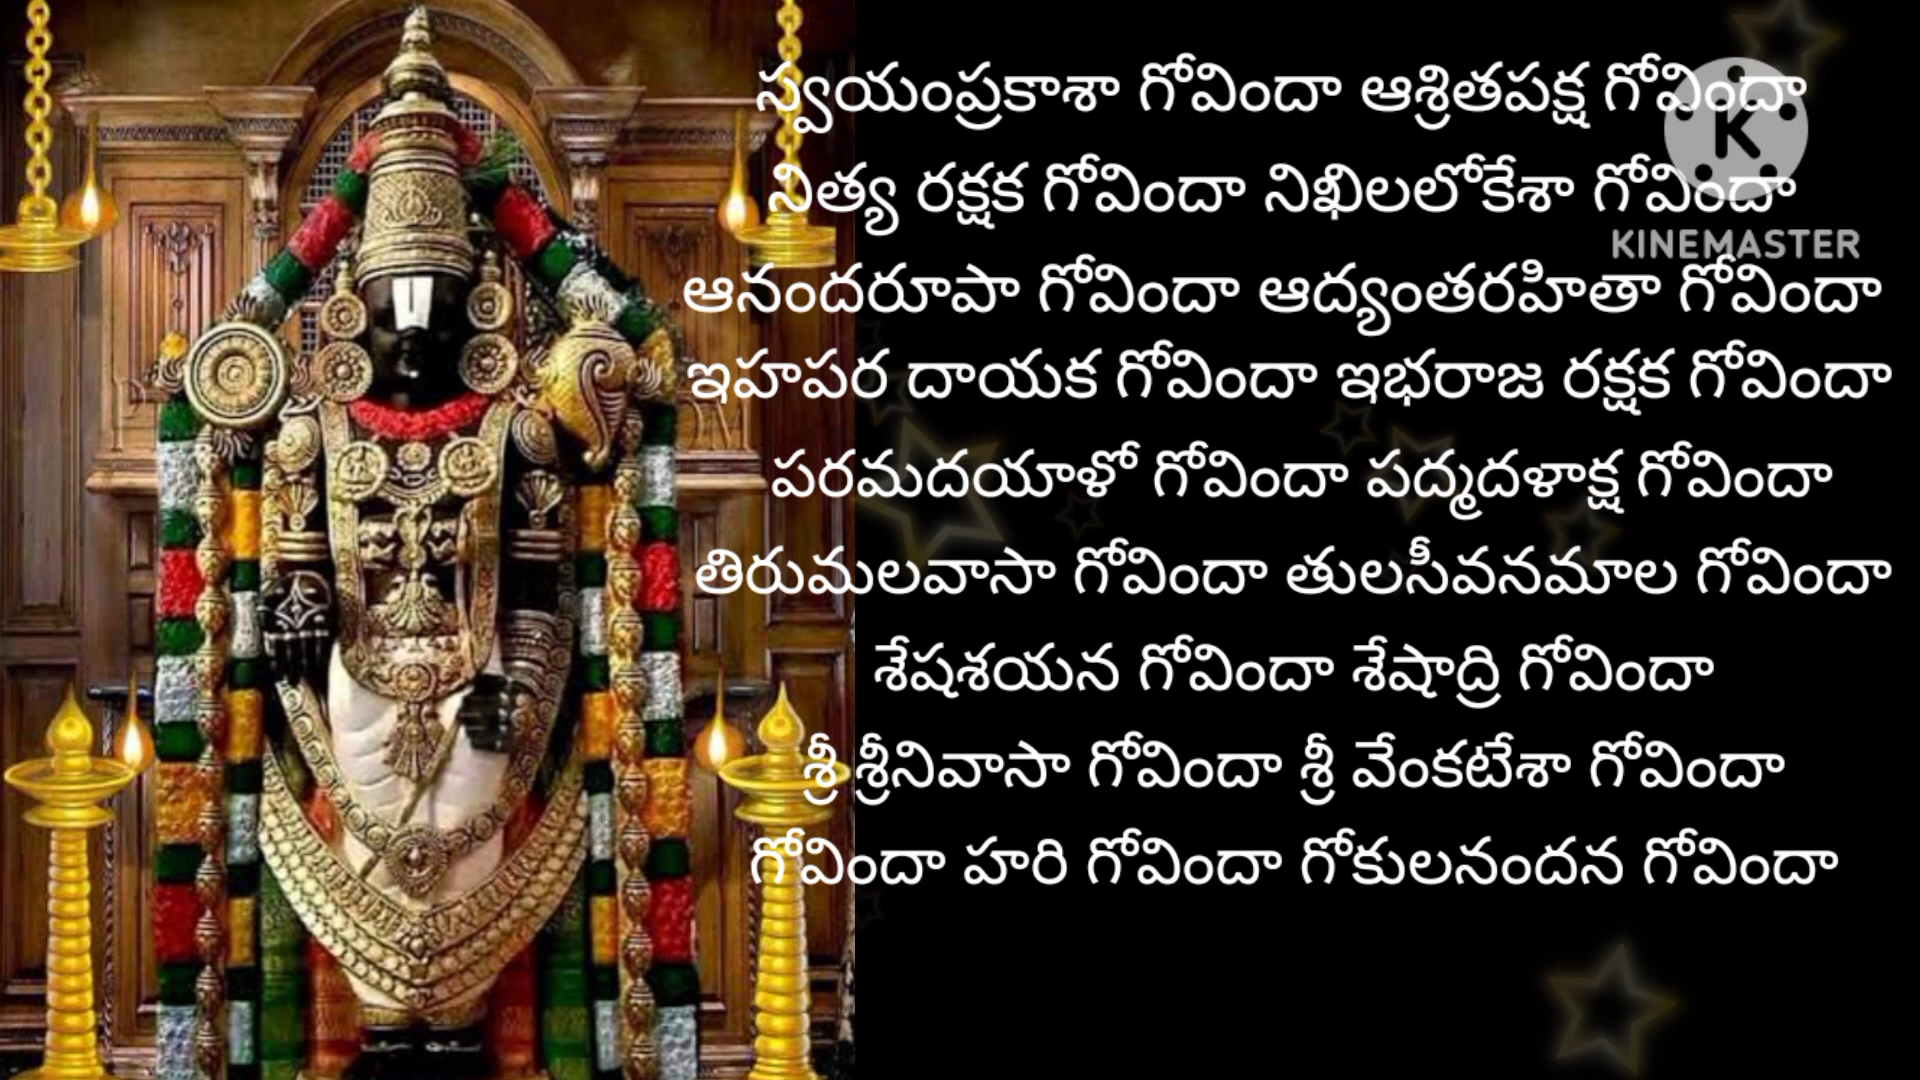 స్వయంప్రకాశా గోవిందా ఆశ్రితపక్ష గోవిందా
నిత్య రక్షక గోవిందా నిఖిలలోకేశా గోవిందా
ఆనందరూపా గోవిందా ఆద్యంతరహితా గోవిందా
ఇహపర దాయక గోవిందా ఇభరాజ రక్షక గోవిందా
పరమదయాళో గోవిందా పద్మదళాక్ష గోవిందా
తిరుమలవాసా గోవిందా తులసీవనమాల గోవిందా
శేషశయన గోవిందా శేషాద్రి గోవిందా
శ్రీ శ్రీనివాసా గోవిందా శ్రీ వేంకటేశా గోవిందా
గోవిందా హరి గోవిందా గోకులనందన గోవిందా
K
KINEMASTER